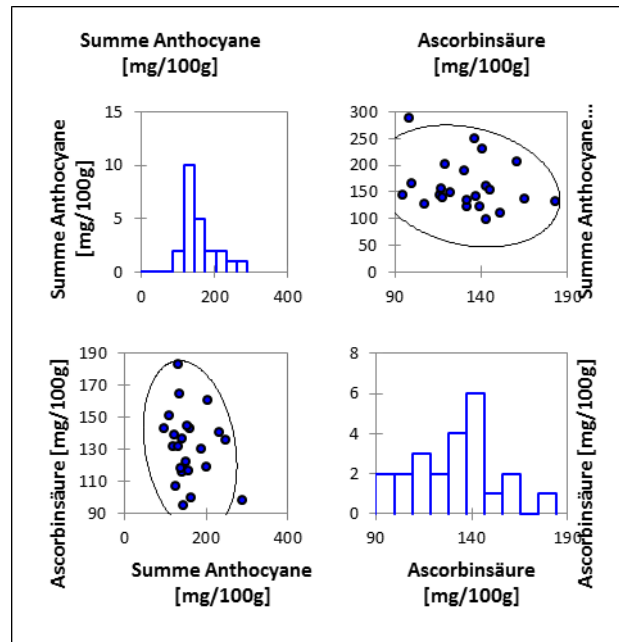 Summe Anthocyane
[mg/100g]
Ascorbinsäure
[mg/100g]
Summe Anthocyane
[mg/100g]
15
10
5
0
0 200 400
300
250
200
150
100
50
0
90 140 190
Summe Anthocyane...
Ascorbinsäure [mg/100g]
190
170
150
130
110
90
0 200 400
Summe Anthocyane
[mg/100g]
8
6
4
2
0
90 140 190
Ascorbinsäure
[mg/100g]
Ascorbinsäure [mg/100g]